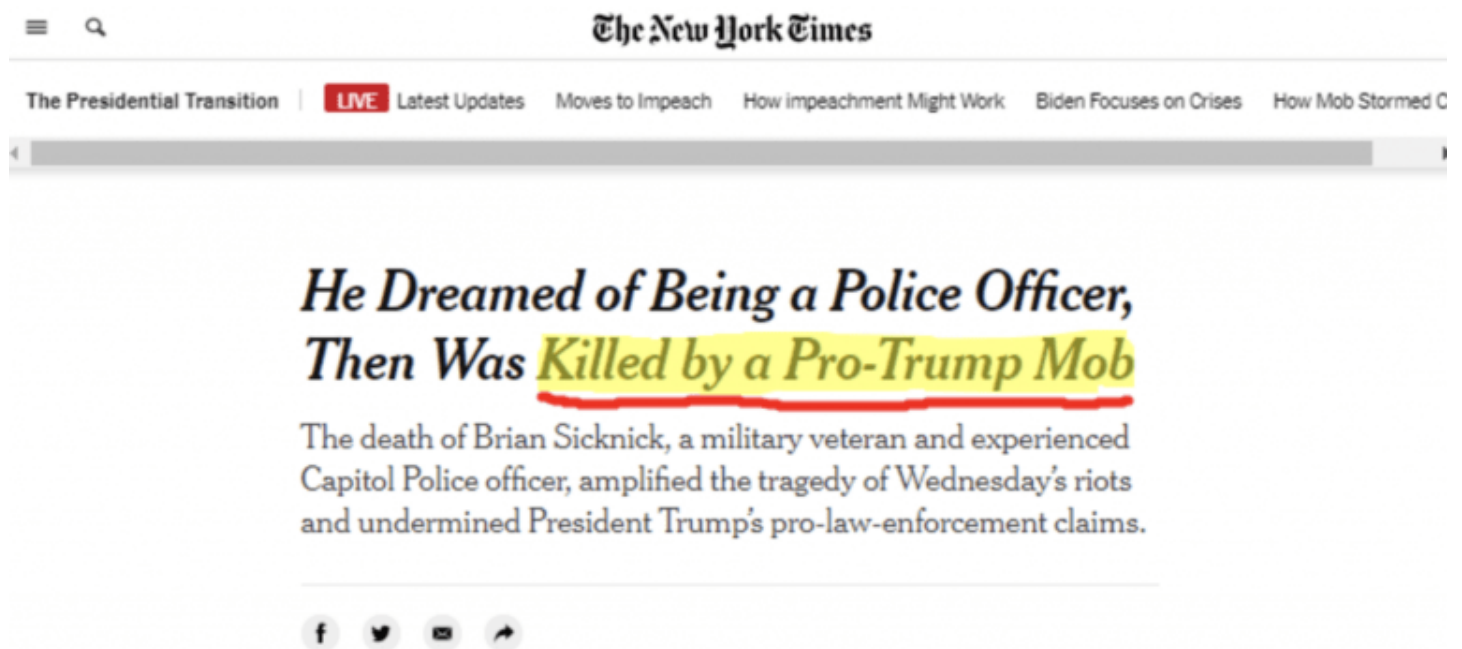 The New York Times
The Presidential Transition LIVE Latest Updates Moves to Impeach How impeachment Might Work Biden Focuses on Crises How Mob Stormed C
He Dreamed of Being a Police Officer,
Then Was Killed by a Pro-Trump Mob
The death of Brian Sicknick, a military veteran and experienced
Capitol Police officer, amplified the tragedy of Wednesday's riots
and undermined President Trump's pro-law-enforcement claims.